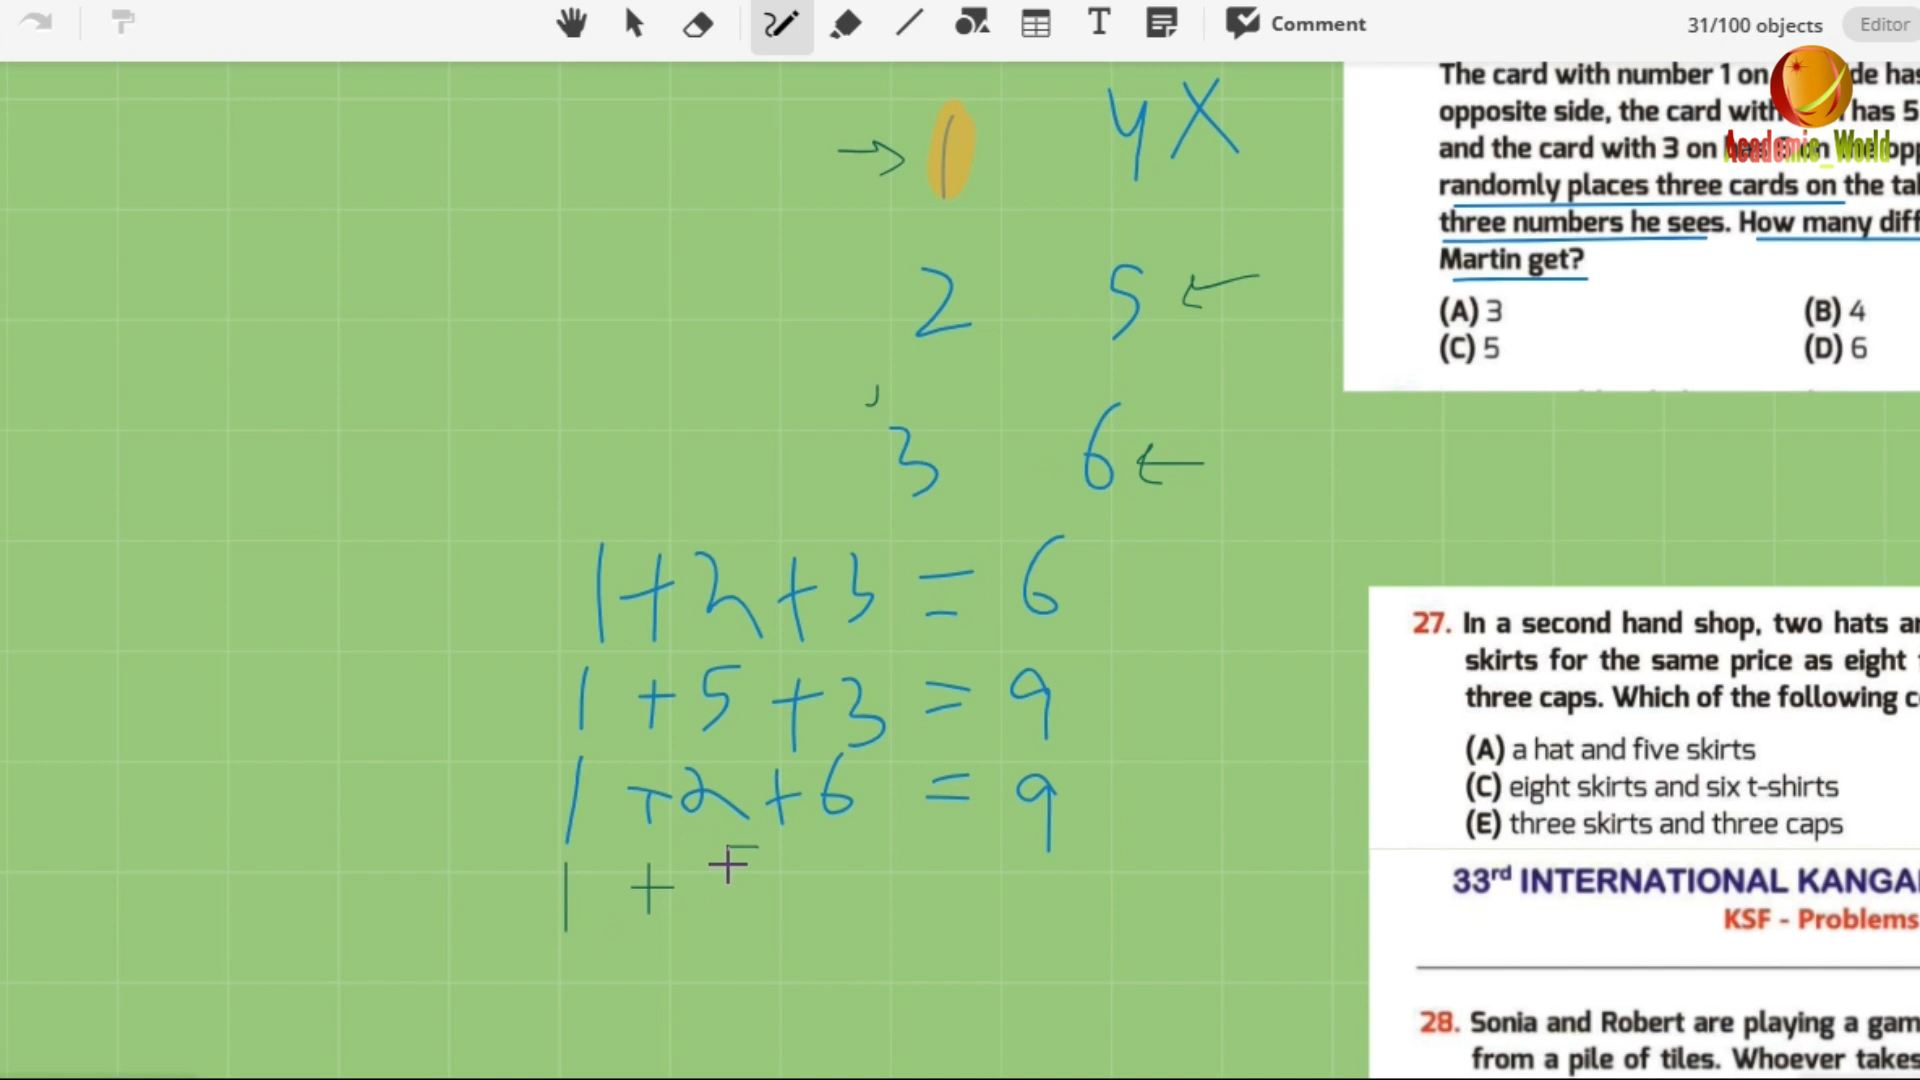 Comment
31/100 objects
Editor
Academic_World
→ 1 4 X
2 5 ←
3 6 ←
1 + 2 + 3 = 6
1 + 5 + 3 = 9
1 + 2 + 6 = 9
1 +
The card with number 1 on de has
opposite side, the card with has 5
and the card with 3 on on opp
randomly places three cards on the tal
three numbers he sees. How many diff
Martin get?
(A) 3 (B) 4
(C) 5 (D) 6
27. In a second hand shop, two hats ar
skirts for the same price as eight
three caps. Which of the following c
(A) a hat and five skirts
(C) eight skirts and six t-shirts
(E) three skirts and three caps
33rd INTERNATIONAL KANGA
KSF - Problems
28. Sonia and Robert are playing a gam
from a pile of tiles. Whoever takes